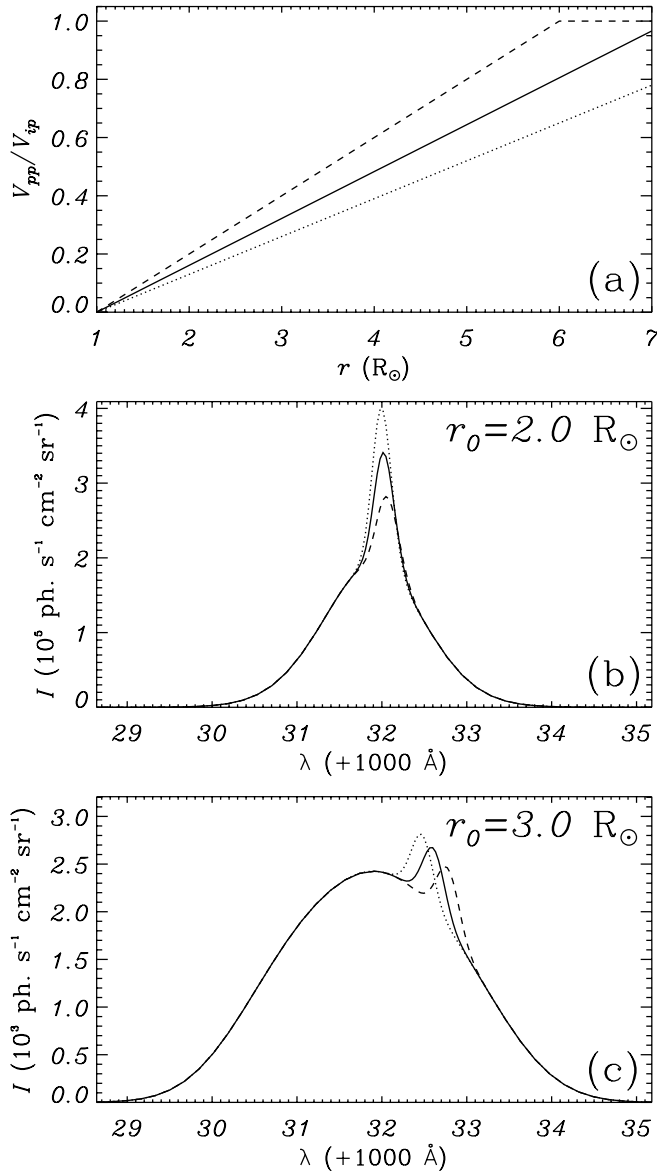 1.0
0.8
0.6
0.4
0.2
0.0
V_pp/V_ip
1 2 3 4 5 6 7
r (R_⊙)
(a)
4
3
2
1
0
I (10⁵ ph. s⁻¹ cm⁻² sr⁻¹)
r₀=2.0 R_⊙
(b)
29 30 31 32 33 34 35
λ (+1000 Å)
3.0
2.5
2.0
1.5
1.0
0.5
0.0
I (10³ ph. s⁻¹ cm⁻² sr⁻¹)
r₀=3.0 R_⊙
(c)
29 30 31 32 33 34 35
λ (+1000 Å)